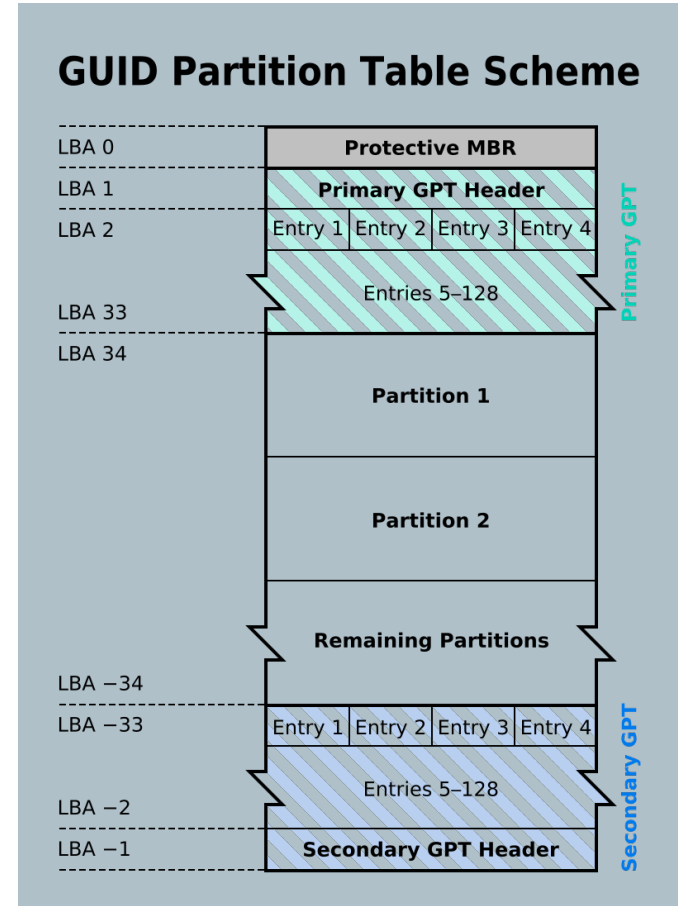 GUID Partition Table Scheme
LBA 0
Protective MBR
LBA 1
Primary GPT Header
LBA 2
Entry 1 Entry 2 Entry 3 Entry 4
Entries 5–128
LBA 33
Primary GPT
LBA 34
Partition 1
Partition 2
Remaining Partitions
LBA −34
LBA −33
Entry 1 Entry 2 Entry 3 Entry 4
Entries 5–128
LBA −2
LBA −1
Secondary GPT Header
Secondary GPT